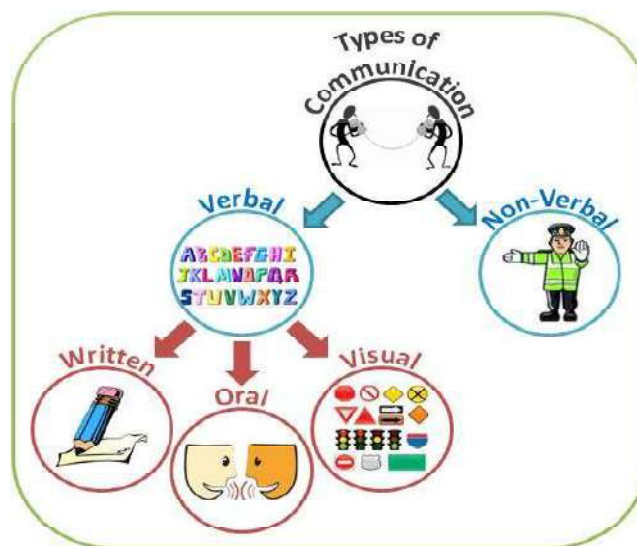 Types of
Communication
Verbal
Non-Verbal
ABCDEFGHI
JKLMNOPQR
STUVWXYZ
Written
Oral
Visual